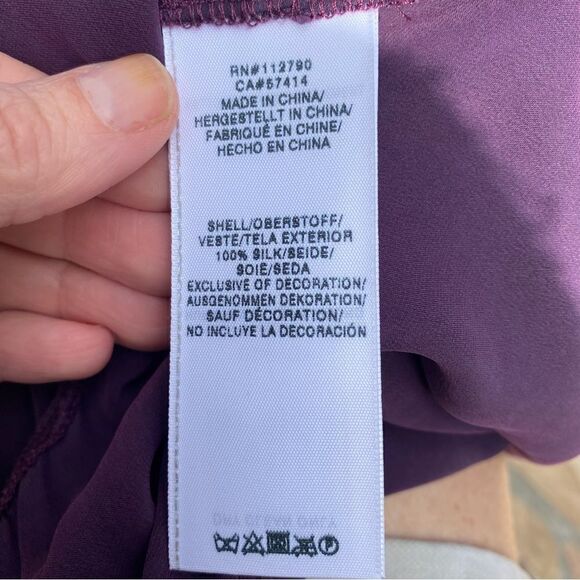 RN#112790
CA#57414
MADE IN CHINA/
HERGESTELLT IN CHINA/
FABRIQUÉ EN CHINE/
HECHO EN CHINA
SHELL/OBERSTOFF/
VESTE/TELA EXTERIOR
100% SILK/SEIDE/
SOIE/SEDA
EXCLUSIVE OF DECORATION/
AUSGENOMMEN DEKORATION/
SAUF DÉCORATION/
NO INCLUYE LA DECORACIÓN